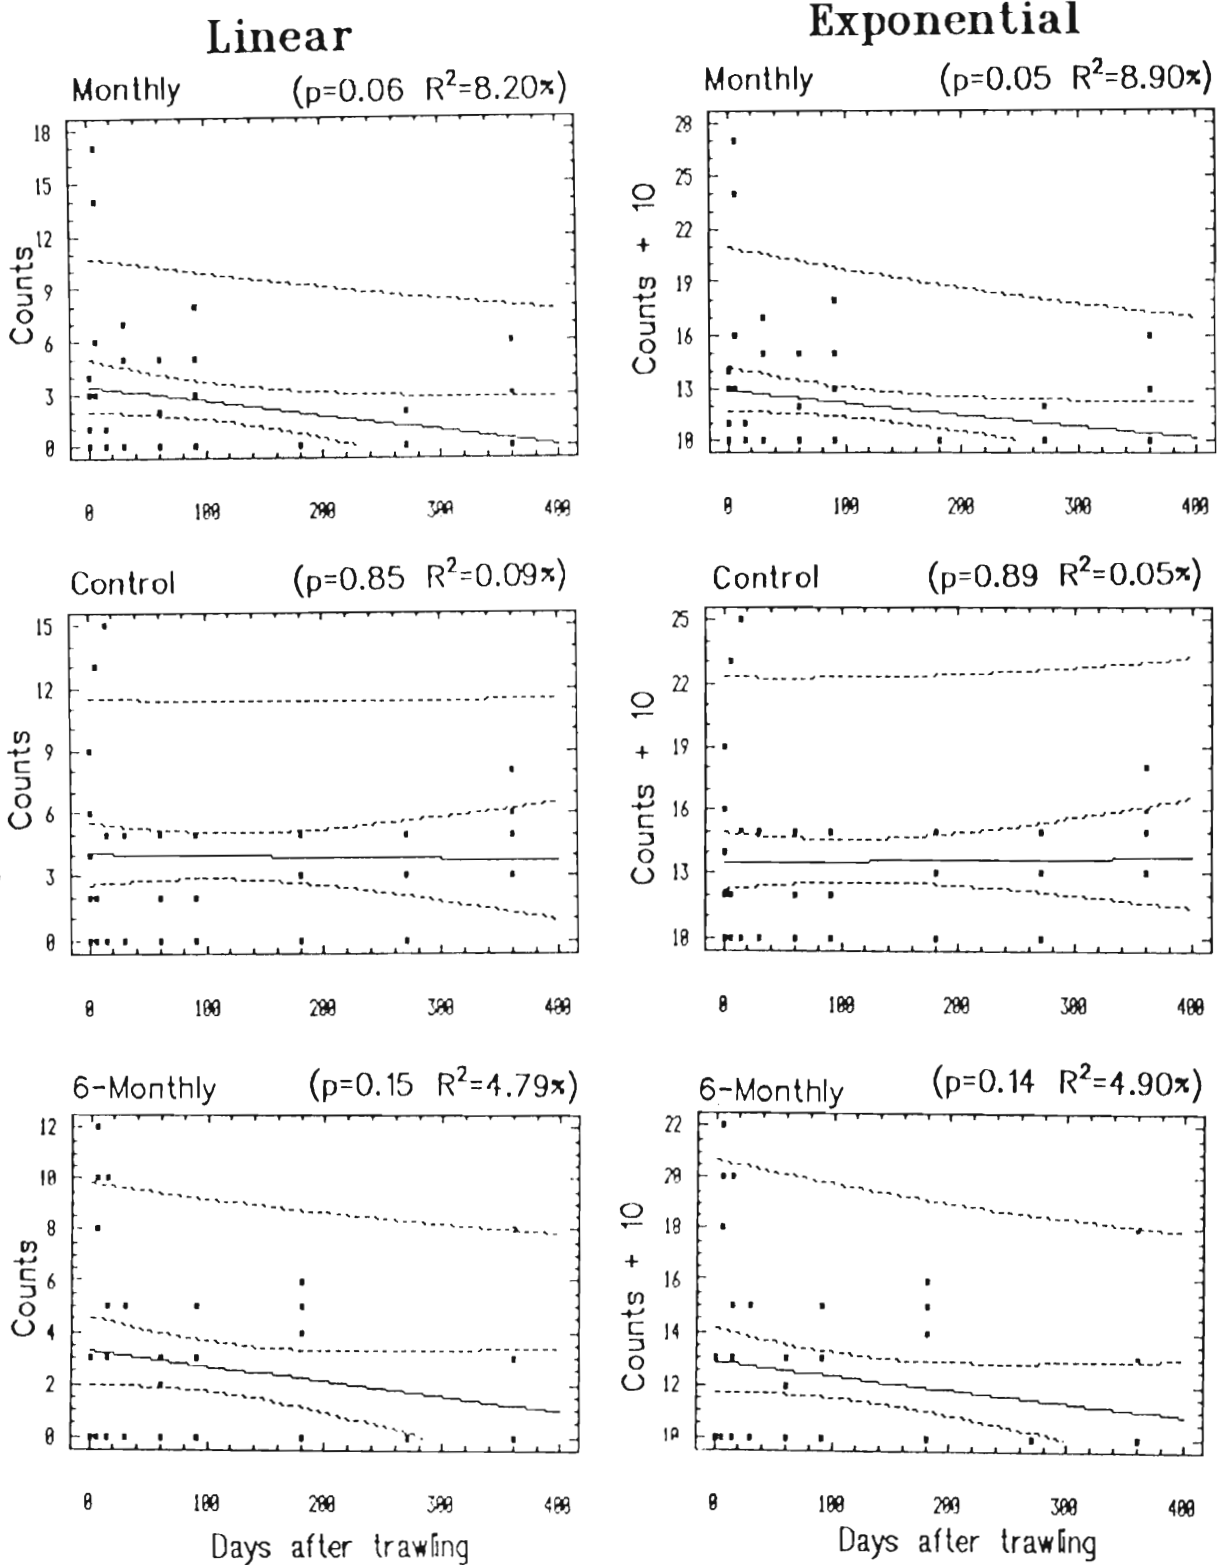 Linear
Exponential
Monthly (p=0.06 R²=8.20%)
Monthly (p=0.05 R²=8.90%)
18
15
12
9
6
3
0
Counts
0 100 200 300 400
28
25
22
19
16
13
10
Counts + 10
0 100 200 300 400
Control (p=0.85 R²=0.09%)
Control (p=0.89 R²=0.05%)
15
12
9
6
3
0
Counts
0 100 200 300 400
25
22
19
16
13
10
Counts + 10
0 100 200 300 400
6-Monthly (p=0.15 R²=4.79%)
6-Monthly (p=0.14 R²=4.90%)
12
10
8
6
4
2
0
Counts
0 100 200 300 400
Days after trawling
22
20
18
16
14
12
10
Counts + 10
0 100 200 300 400
Days after trawling